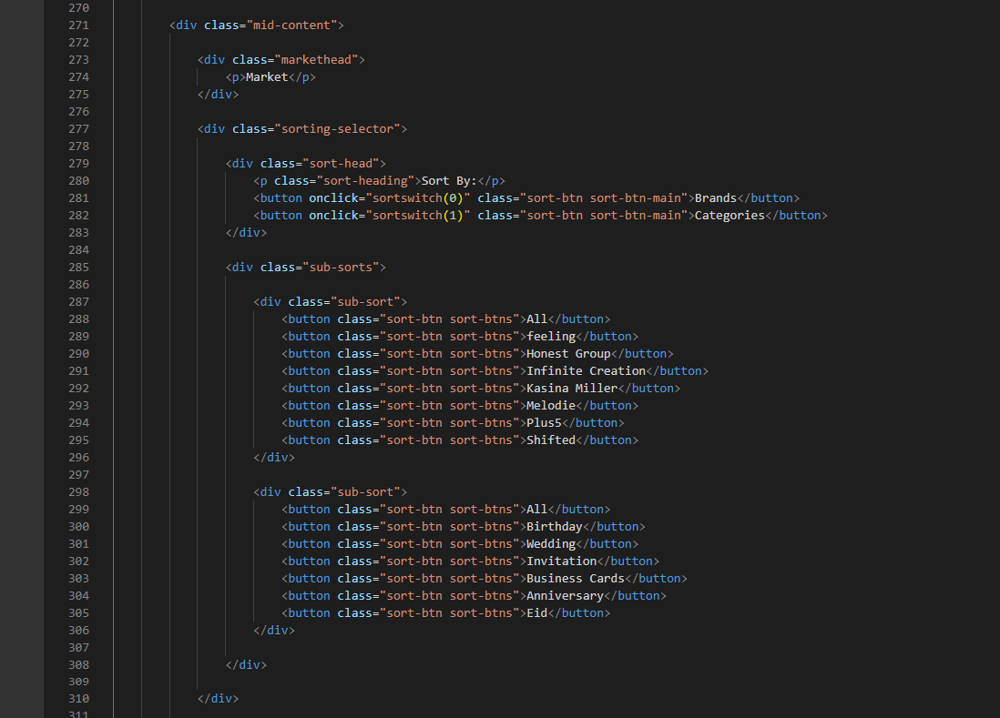 270
271 <div class="mid-content">
272
273 <div class="markethead">
274 <p>Market</p>
275 </div>
276
277 <div class="sorting-selector">
278
279 <div class="sort-head">
280 <p class="sort-heading">Sort By:</p>
281 <button onclick="sortswitch(0)" class="sort-btn sort-btn-main">Brands</button>
282 <button onclick="sortswitch(1)" class="sort-btn sort-btn-main">Categories</button>
283 </div>
284
285 <div class="sub-sorts">
286
287 <div class="sub-sort">
288 <button class="sort-btn sort-btns">All</button>
289 <button class="sort-btn sort-btns">feeling</button>
290 <button class="sort-btn sort-btns">Honest Group</button>
291 <button class="sort-btn sort-btns">Infinite Creation</button>
292 <button class="sort-btn sort-btns">Kasina Miller</button>
293 <button class="sort-btn sort-btns">Melodie</button>
294 <button class="sort-btn sort-btns">Plus5</button>
295 <button class="sort-btn sort-btns">Shifted</button>
296 </div>
297
298 <div class="sub-sort">
299 <button class="sort-btn sort-btns">All</button>
300 <button class="sort-btn sort-btns">Birthday</button>
301 <button class="sort-btn sort-btns">Wedding</button>
302 <button class="sort-btn sort-btns">Invitation</button>
303 <button class="sort-btn sort-btns">Business Cards</button>
304 <button class="sort-btn sort-btns">Anniversary</button>
305 <button class="sort-btn sort-btns">Eid</button>
306 </div>
307
308 </div>
309
310 </div>
311